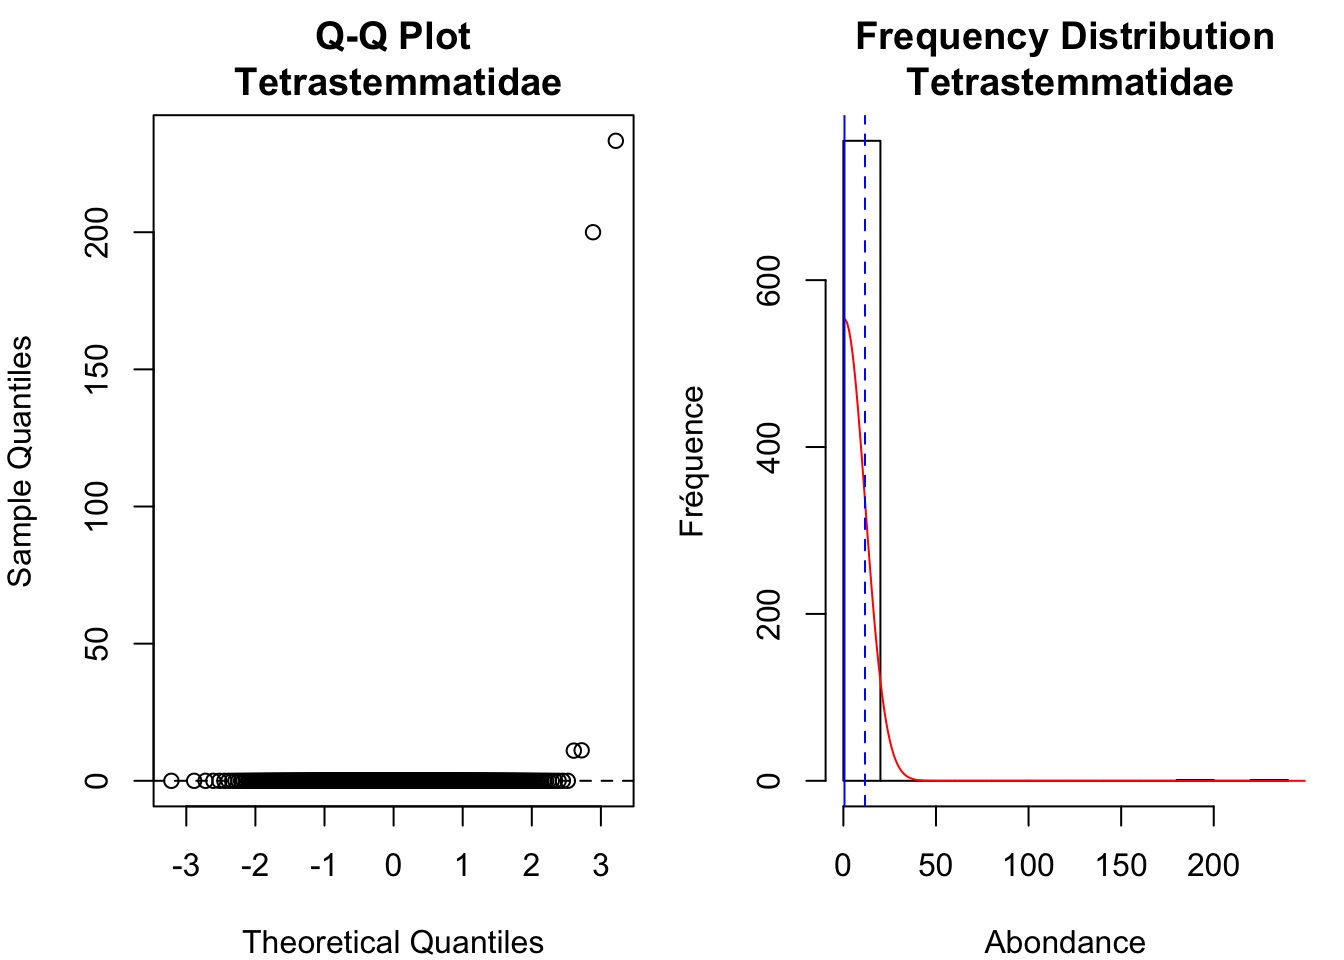 Q-Q Plot
Tetrastemmatidae
Sample Quantiles
200
150
100
50
0
-3 -2 -1 0 1 2 3
Theoretical Quantiles
Frequency Distribution
Tetrastemmatidae
Fréquence
600
400
200
0
0 50 100 150 200
Abondance